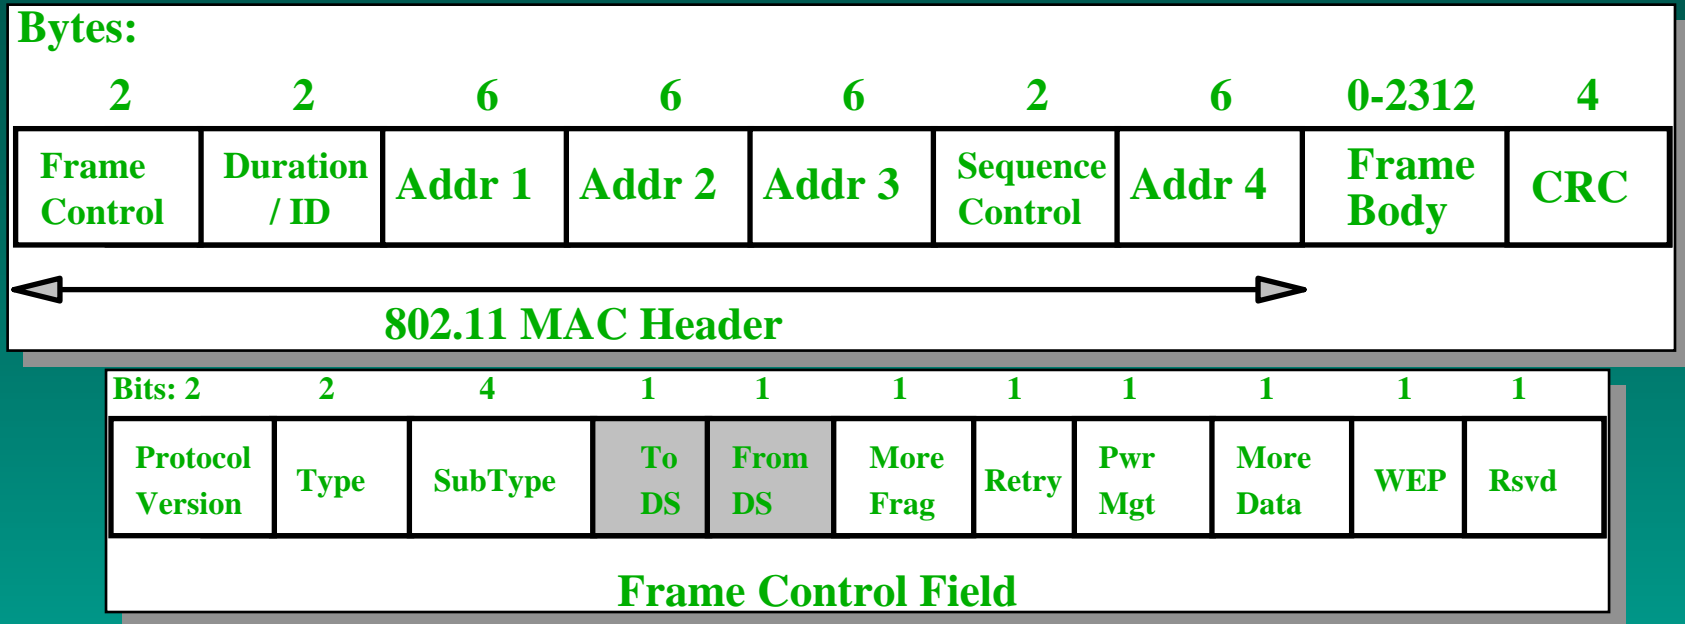 Bytes:
2 2 6 6 6 2 6 0-2312 4
Frame Control
Duration / ID
Addr 1
Addr 2
Addr 3
Sequence Control
Addr 4
Frame Body
CRC
802.11 MAC Header
Bits: 2 2 4 1 1 1 1 1 1 1 1
Protocol Version
Type
SubType
To DS
From DS
More Frag
Retry
Pwr Mgt
More Data
WEP
Rsvd
Frame Control Field